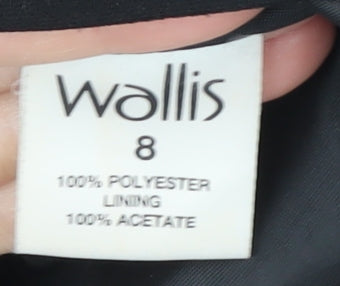 Wallis
8
100% POLYESTER
LINING
100% ACETATE